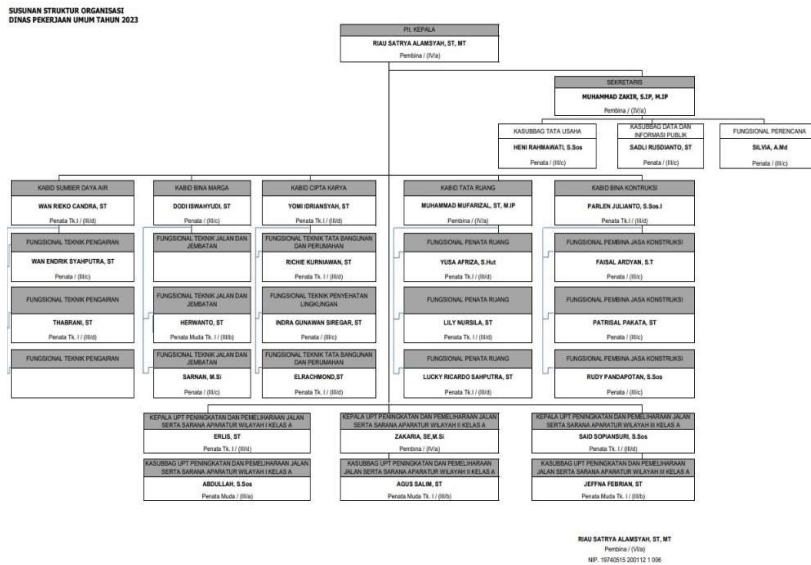 SUSUNAN STRUKTUR ORGANISASI
DINAS PEKERJAAN UMUM TAHUN 2023
Plt. KEPALA
RIAU SATRYA ALAMSYAH, ST, MT
Pembina / (IV/a)
SEKRETARIS
MUHAMMAD ZAKIR, S.IP, M.IP
Pembina / (IV/a)
KASUBBAG TATA USAHA
HENI RAHMAWATI, S.Sos
Penata / (III/c)
KASUBBAG DATA DAN
INFORMASI PUBLIK
SADLI RUSDIANTO, ST
Penata / (III/c)
FUNGSIONAL PERENCANA
SILVIA, A.Md
Penata / (III/c)
KABID SUMBER DAYA AIR
WAN RIEKO CANDRA, ST
Penata Tk.I / (III/d)
KABID BINA MARGA
DODI ISWAHYUDI, ST
Penata / (III/c)
KABID CIPTA KARYA
YOMI IDRIANSYAH, ST
Penata Tk.I / (III/d)
KABID TATA RUANG
MUHAMMAD MUFARIZAL, ST, M.IP
Pembina / (IV/a)
KABID BINA KONTRUKSI
PARLEN JULIANTO, S.Sos.I
Penata Tk.I / (III/d)
FUNGSIONAL TEKNIK PENGAIRAN
WAN ENDRIK SYAHPUTRA, ST
Penata / (III/c)
FUNGSIONAL TEKNIK JALAN DAN
JEMBATAN
FUNGSIONAL TEKNIK TATA BANGUNAN
DAN PERUMAHAN
RICHIE KURNIAWAN, ST
Penata Tk. I / (III/d)
FUNGSIONAL PENATA RUANG
YUSA AFRIZA, S.Hut
Penata Tk. I / (III/d)
FUNGSIONAL PEMBINA JASA KONSTRUKSI
FAISAL ARDYAN, S.T
Penata / (III/c)
FUNGSIONAL TEKNIK PENGAIRAN
THABRANI, ST
Penata Tk. I / (III/d)
FUNGSIONAL TEKNIK JALAN DAN
JEMBATAN
HERWANTO, ST
Penata Muda Tk. I / (III/b)
FUNGSIONAL TEKNIK PENYEHATAN
LINGKUNGAN
INDRA GUNAWAN SIREGAR, ST
Penata / (III/c)
FUNGSIONAL PENATA RUANG
LILY NURSILA, ST
Penata Tk. I / (III/d)
FUNGSIONAL PEMBINA JASA KONSTRUKSI
PATRISAL PAKATA, ST
Penata / (III/c)
FUNGSIONAL TEKNIK PENGAIRAN
FUNGSIONAL TEKNIK JALAN DAN
JEMBATAN
SARNAN, M.Si
Penata / (III/c)
FUNGSIONAL TEKNIK TATA BANGUNAN
DAN PERUMAHAN
ELRACHMOND,ST
Penata Tk. I / (III/d)
FUNGSIONAL PENATA RUANG
LUCKY RICARDO SAHPUTRA, ST
Penata Tk. I / (III/d)
FUNGSIONAL PEMBINA JASA KONSTRUKSI
RUDY PANDAPOTAN, S.Sos
Penata / (III/c)
KEPALA UPT PENINGKATAN DAN PEMELIHARAAN JALAN
SERTA SARANA APARATUR WILAYAH I KELAS A
ERLIS, ST
Penata Tk. I / (III/d)
KEPALA UPT PENINGKATAN DAN PEMELIHARAAN JALAN
SERTA SARANA APARATUR WILAYAH II KELAS A
ZAKARIA, SE,M.Si
Pembina / (IV/a)
KEPALA UPT PENINGKATAN DAN PEMELIHARAAN JALAN
SERTA SARANA APARATUR WILAYAH III KELAS A
SAID SOPIANSURI, S.Sos
Penata Tk. I / (III/d)
KASUBBAG UPT PENINGKATAN DAN PEMELIHARAAN JALAN
SERTA SARANA APARATUR WILAYAH I KELAS A
ABDULLAH, S.Sos
Penata Muda / (III/a)
KASUBBAG UPT PENINGKATAN DAN PEMELIHARAAN
JALAN SERTA SARANA APARATUR WILAYAH II KELAS A
AGUS SALIM, ST
Penata Muda Tk. I / (III/b)
KASUBBAG UPT PENINGKATAN DAN PEMELIHARAAN
JALAN SERTA SARANA APARATUR WILAYAH III KELAS A
JEFFNA FEBRIAN, ST
Penata Muda Tk. I / (III/b)
RIAU SATRYA ALAMSYAH, ST, MT
Pembina / (VI/a)
NIP. 19740515 200112 1 006